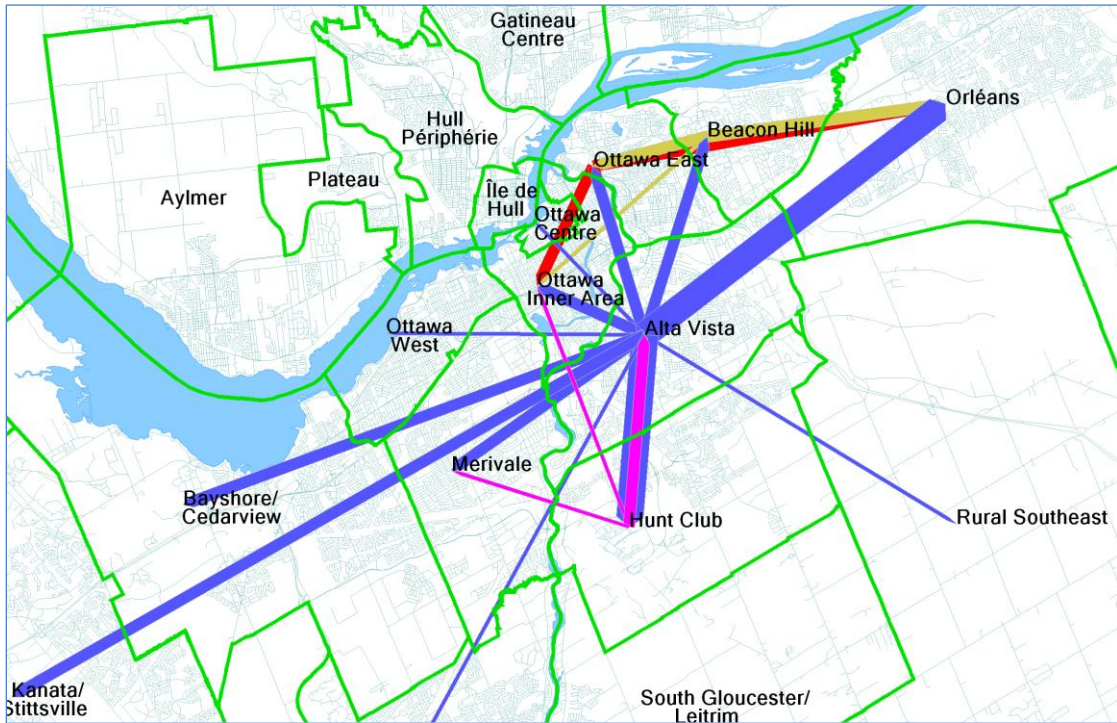 Gatineau
Centre
Orléans
Hull
Périphérie
Beacon Hill
Ottawa East
Plateau
Aylmer
Île de
Hull
Ottawa
Centre
Ottawa
Inner Area
Ottawa
West
Alta Vista
Merivale
Bayshore/
Cedarview
Hunt Club
Rural Southeast
Kanata/
Stittsville
South Gloucester/
Leitrim